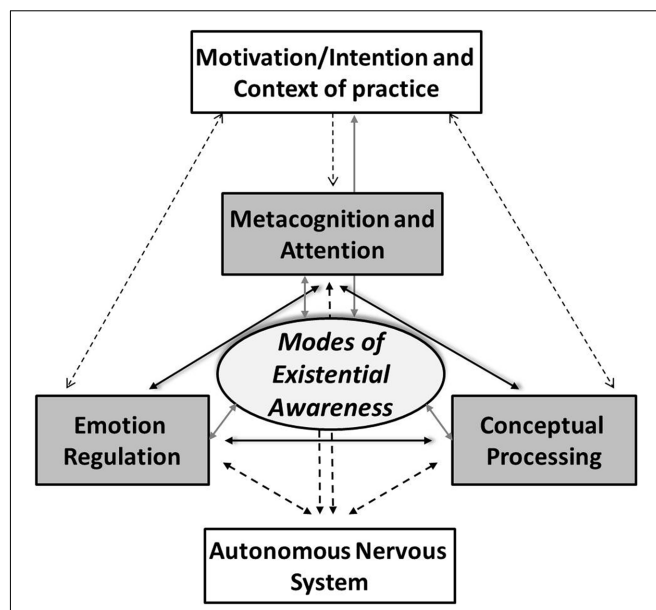 Motivation/Intention and
Context of practice
Metacognition and
Attention
Modes of
Existential
Awareness
Emotion
Regulation
Conceptual
Processing
Autonomous Nervous
System